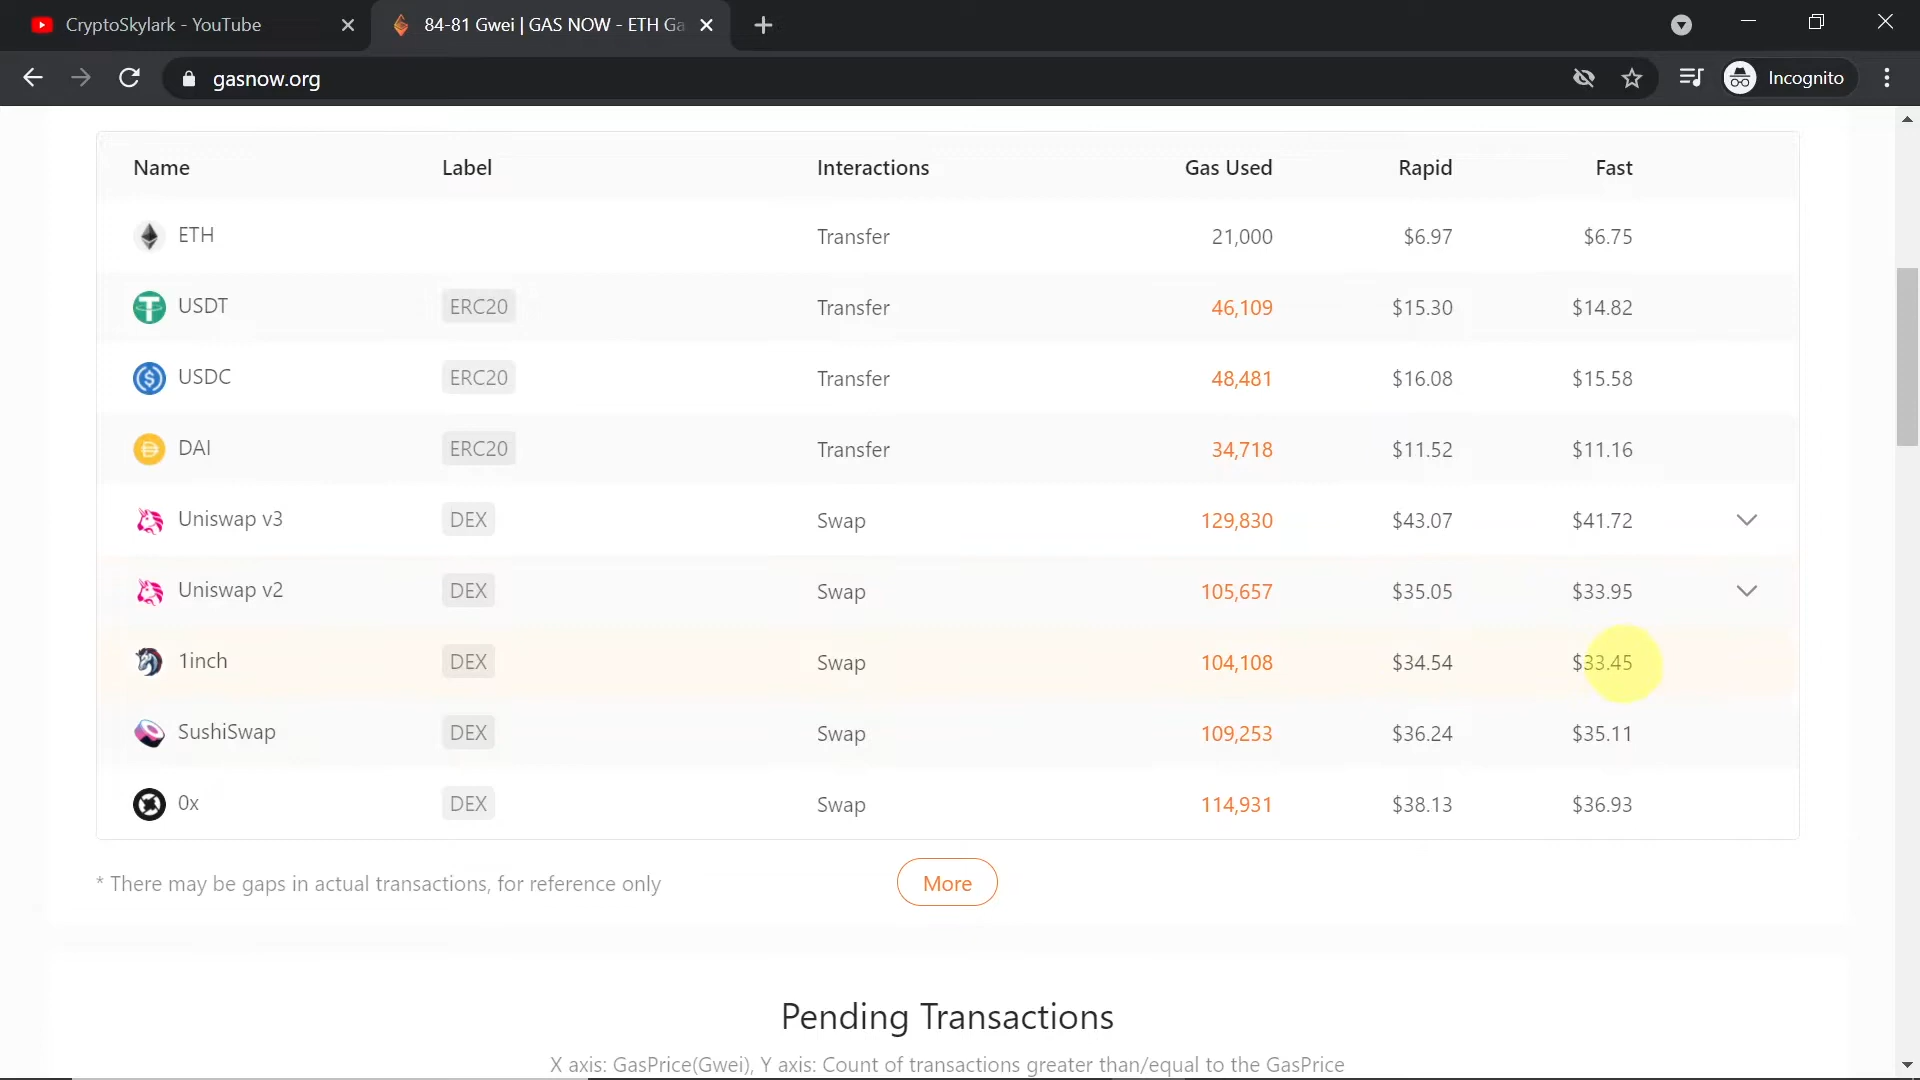 CryptoSkylark - YouTube
84-81 Gwei | GAS NOW - ETH Ga
gasnow.org
Incognito
Name Label Interactions Gas Used Rapid Fast
ETH Transfer 21,000 $6.97 $6.75
USDT ERC20 Transfer 46,109 $15.30 $14.82
USDC ERC20 Transfer 48,481 $16.08 $15.58
DAI ERC20 Transfer 34,718 $11.52 $11.16
Uniswap v3 DEX Swap 129,830 $43.07 $41.72
Uniswap v2 DEX Swap 105,657 $35.05 $33.95
1inch DEX Swap 104,108 $34.54 $33.45
SushiSwap DEX Swap 109,253 $36.24 $35.11
0x DEX Swap 114,931 $38.13 $36.93
* There may be gaps in actual transactions, for reference only
More
Pending Transactions
X axis: GasPrice(Gwei), Y axis: Count of transactions greater than/equal to the GasPrice